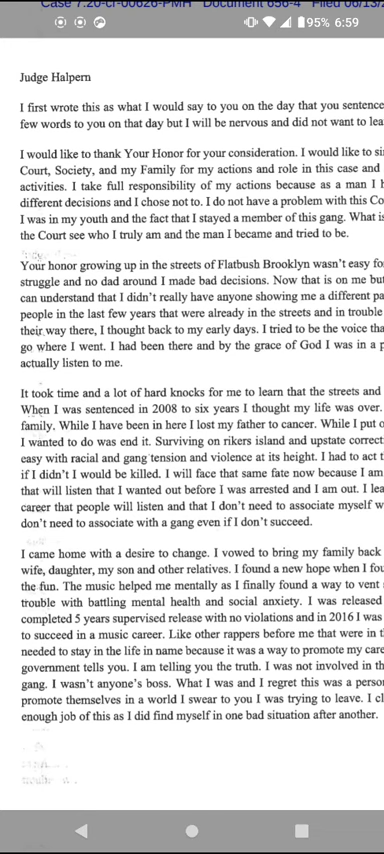 Case 7:20-cr-00626-PMH Document 656-4 Filed 06/13/2
95% 6:59
Judge Halpern
I first wrote this as what I would say to you on the day that you sentence
few words to you on that day but I will be nervous and did not want to lea
I would like to thank Your Honor for your consideration. I would like to si
Court, Society, and my Family for my actions and role in this case and
activities. I take full responsibility of my actions because as a man I h
different decisions and I chose not to. I do not have a problem with this Co
I was in my youth and the fact that I stayed a member of this gang. What is
the Court see who I truly am and the man I became and tried to be.
Your honor growing up in the streets of Flatbush Brooklyn wasn't easy fo
struggle and no dad around I made bad decisions. Now that is on me but
can understand that I didn't really have anyone showing me a different pa
people in the last few years that were already in the streets and in trouble
their way there, I thought back to my early days. I tried to be the voice tha
go where I went. I had been there and by the grace of God I was in a p
actually listen to me.
It took time and a lot of hard knocks for me to learn that the streets and
When I was sentenced in 2008 to six years I thought my life was over.
family. While I have been in here I lost my father to cancer. While I put o
I wanted to do was end it. Surviving on rikers island and upstate correct
easy with racial and gang tension and violence at its height. I had to act t
if I didn't I would be killed. I will face that same fate now because I am
that will listen that I wanted out before I was arrested and I am out. I lea
career that people will listen and that I don't need to associate myself w
don't need to associate with a gang even if I don't succeed.
I came home with a desire to change. I vowed to bring my family back
wife, daughter, my son and other relatives. I found a new hope when I fou
the fun. The music helped me mentally as I finally found a way to vent
trouble with battling mental health and social anxiety. I was released
completed 5 years supervised release with no violations and in 2016 I was
to succeed in a music career. Like other rappers before me that were in t
needed to stay in the life in name because it was a way to promote my care
government tells you. I am telling you the truth. I was not involved in th
gang. I wasn't anyone's boss. What I was and I regret this was a perso
promote themselves in a world I swear to you I was trying to leave. I cl
enough job of this as I did find myself in one bad situation after another.